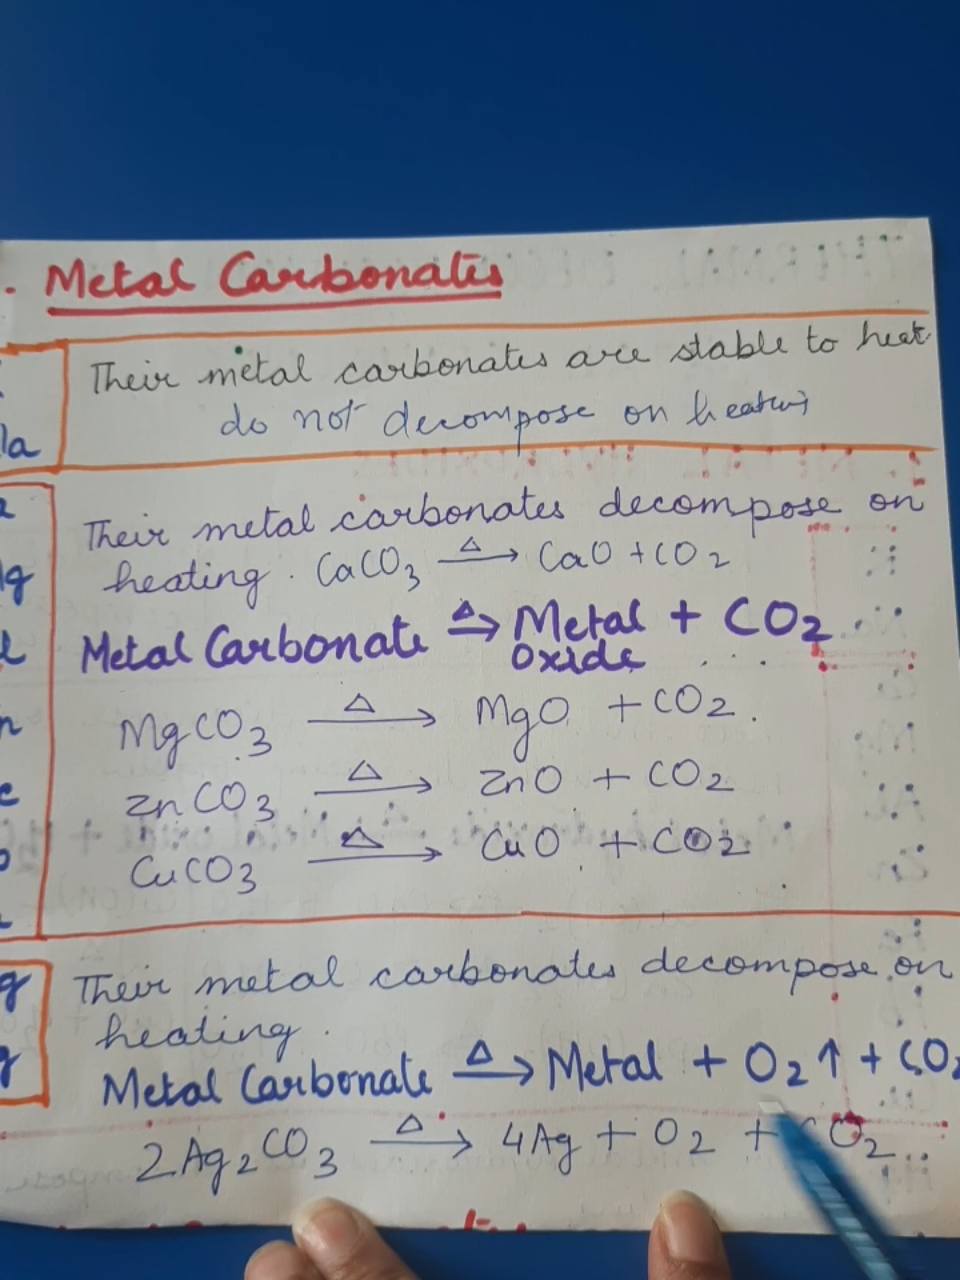 . Metal Carbonates
Their metal carbonates are stable to heat.
do not decompose on heating
la
Their metal carbonates decompose on
heating. CaCO3 Δ→ CaO + CO2
Metal Carbonate Δ→ Metal + CO2
Oxide
MgCO3 Δ→ MgO + CO2.
ZnCO3 Δ→ ZnO + CO2
CuCO3 Δ→ CuO + CO2
g
Their metal carbonates decompose on
heating.
Metal Carbonate Δ→ Metal + O2↑ + CO2
2Ag2CO3 Δ→ 4Ag + O2 + CO2